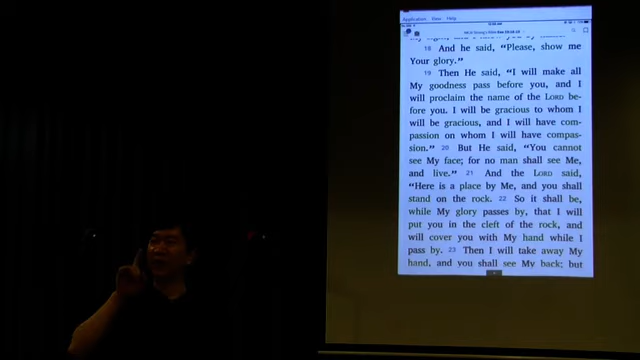 Application View Help
18 And he said, “Please, show me
Your glory.”
19 Then He said, “I will make all
My goodness pass before you, and I
will proclaim the name of the LORD be-
fore you. I will be gracious to whom I
will be gracious, and I will have com-
passion on whom I will have compas-
sion.” 20 But He said, “You cannot
see My face; for no man shall see Me,
and live.” 21 And the LORD said,
“Here is a place by Me, and you shall
stand on the rock. 22 So it shall be,
while My glory passes by, that I will
put you in the cleft of the rock, and
will cover you with My hand while I
pass by. 23 Then I will take away My
hand, and you shall see My back; but